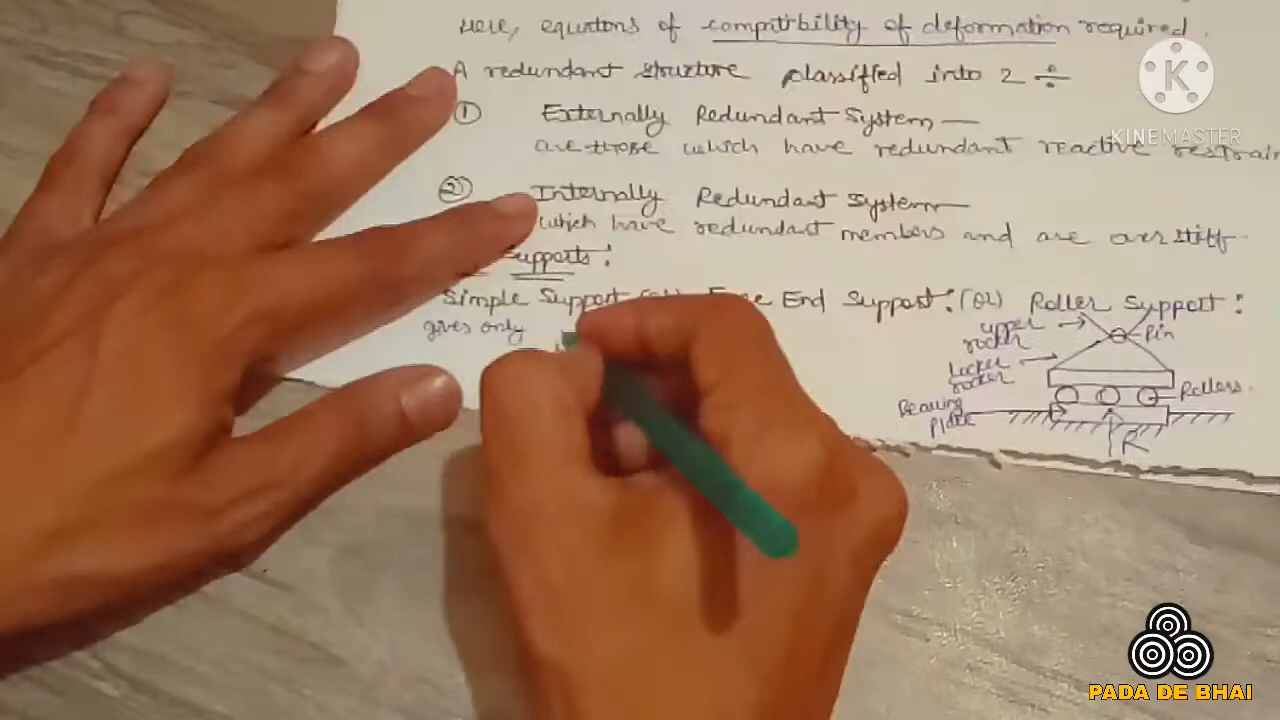 Here, equations of compatibility of deformation required.
A redundant structure classified into 2 ÷
① Externally Redundant System —
are those which have redundant reactive restrain
② Internally Redundant System —
which have redundant members and are over stiff.
Supports:
Simple Support (or) Free End Support: (or) Roller Support:
gives only
upper rocker
Pin
rocker
Rollers.
Bearing plate
R
KINEMASTER
PADA DE BHAI